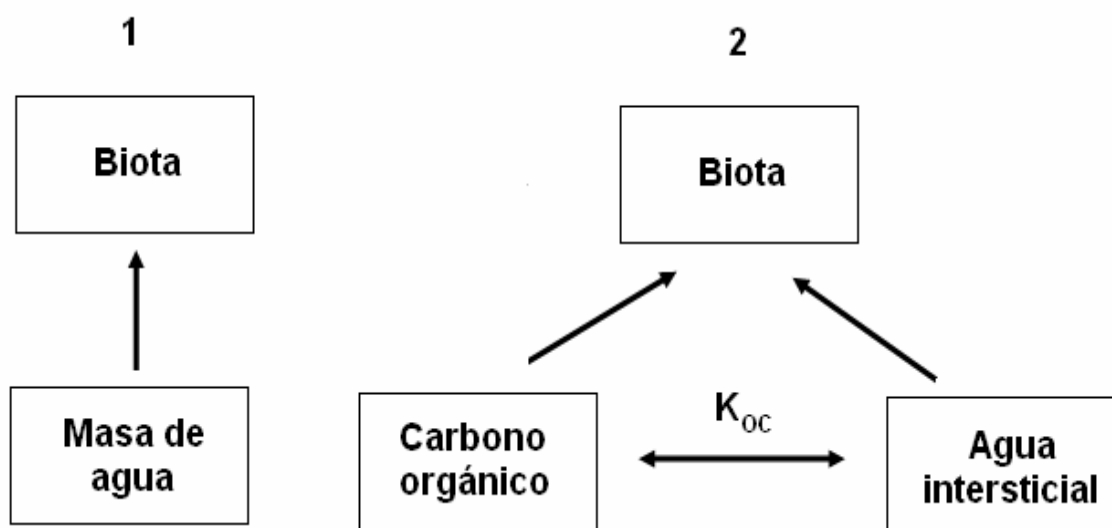 1
Biota
Masa de
agua
2
Biota
Carbono
orgánico
K_OC
Agua
intersticial